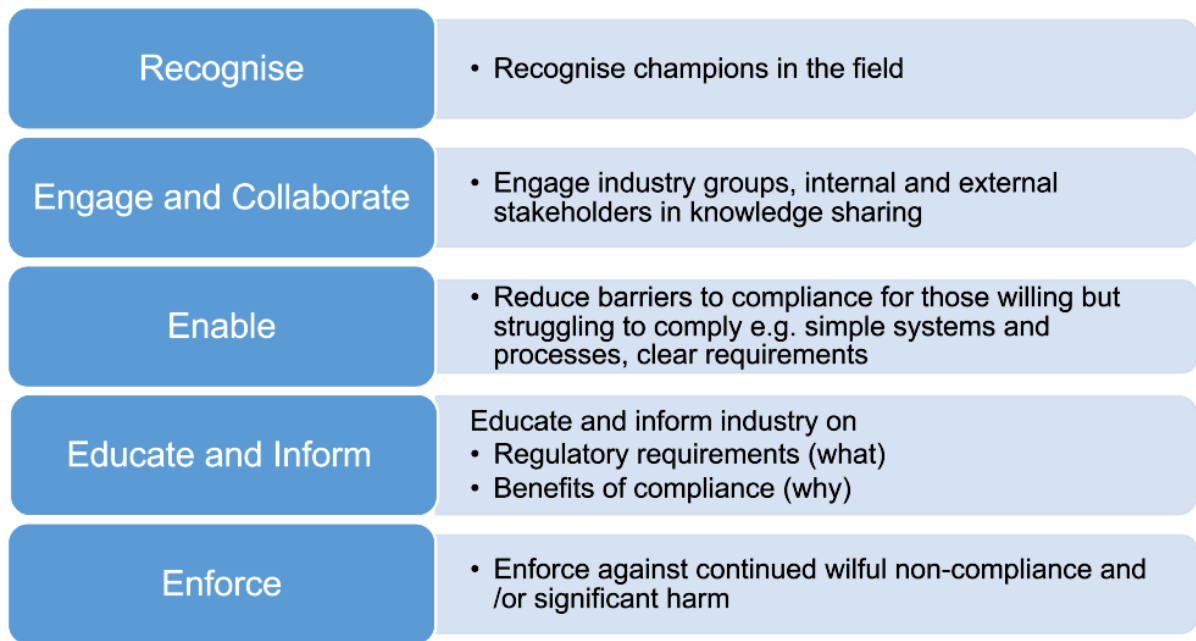 Recognise
• Recognise champions in the field
Engage and Collaborate
• Engage industry groups, internal and external
stakeholders in knowledge sharing
Enable
• Reduce barriers to compliance for those willing but
struggling to comply e.g. simple systems and
processes, clear requirements
Educate and Inform
Educate and inform industry on
• Regulatory requirements (what)
• Benefits of compliance (why)
Enforce
• Enforce against continued wilful non-compliance and
/or significant harm